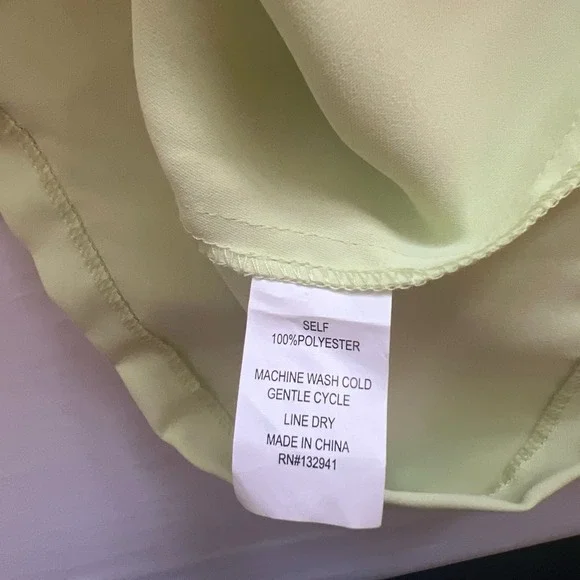 SELF
100%POLYESTER
MACHINE WASH COLD
GENTLE CYCLE
LINE DRY
MADE IN CHINA
RN#132941